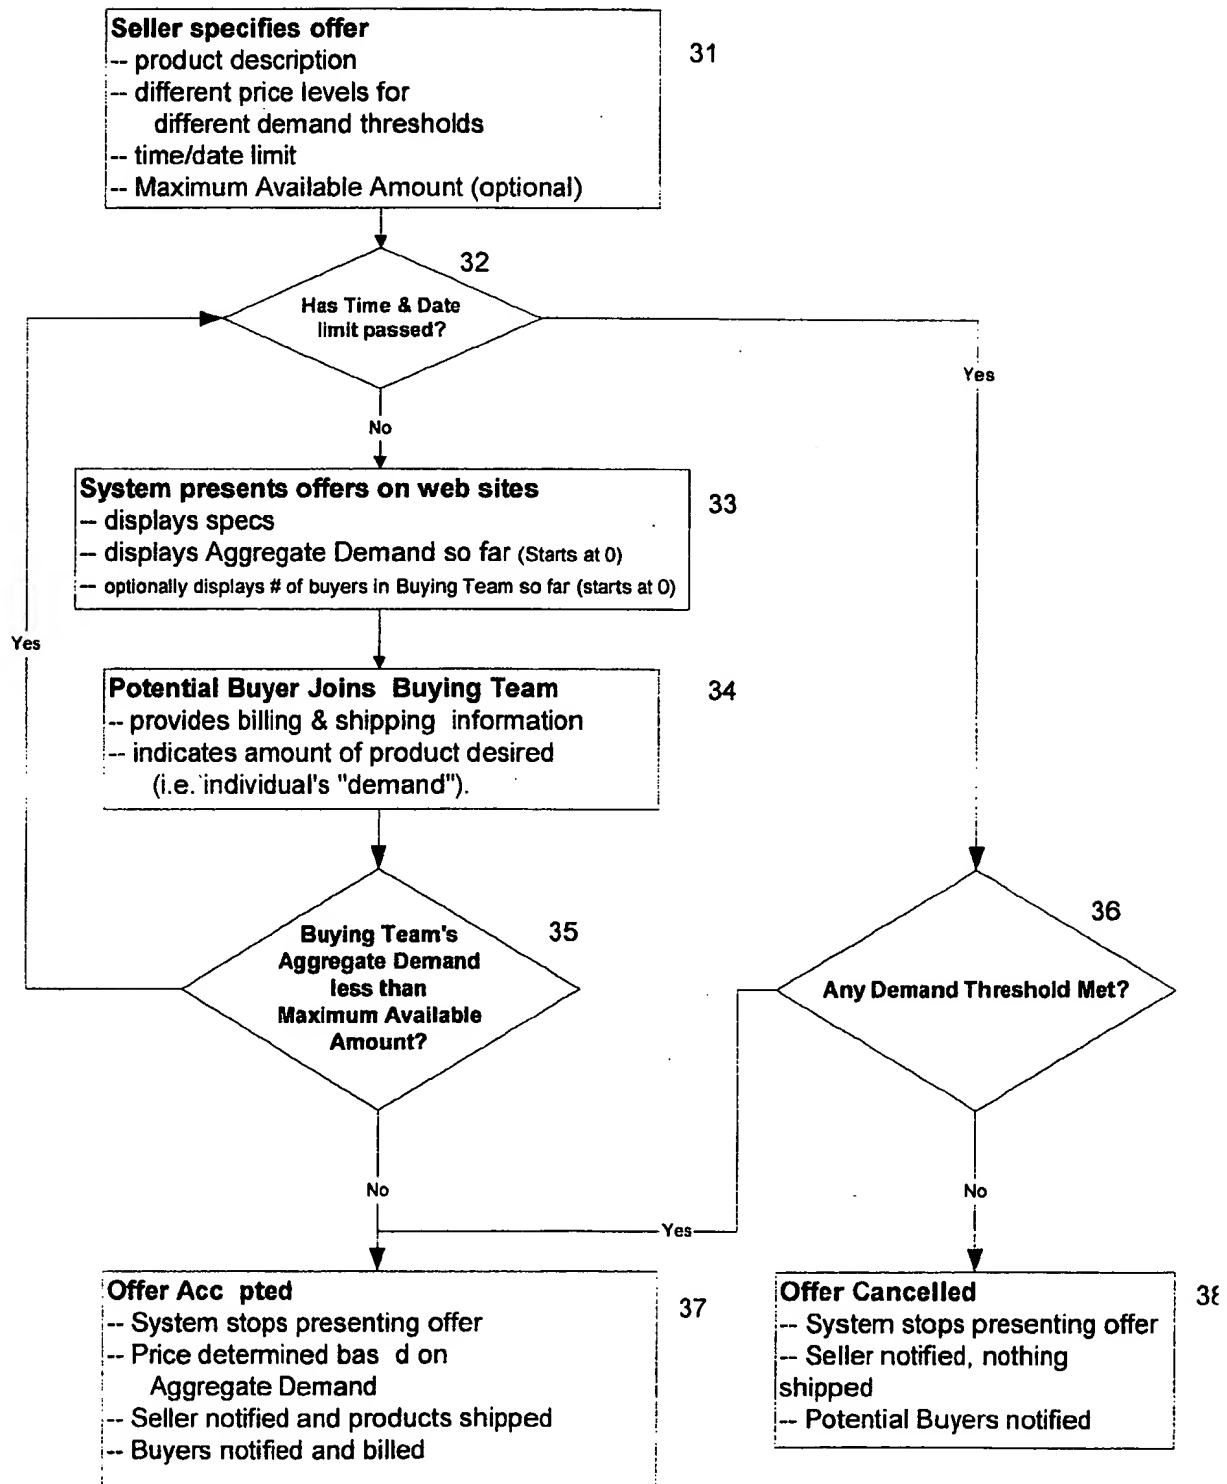 Seller specifies offer
-- product description
-- different price levels for
different demand thresholds
-- time/date limit
-- Maximum Available Amount (optional)
31
32
Has Time & Date
limit passed?
Yes
No
System presents offers on web sites
-- displays specs
-- displays Aggregate Demand so far (Starts at 0)
-- optionally displays # of buyers in Buying Team so far (starts at 0)
33
Yes
Potential Buyer Joins Buying Team
-- provides billing & shipping information
-- indicates amount of product desired
(i.e. individual's "demand").
34
Buying Team's
Aggregate Demand
less than
Maximum Available
Amount?
35
36
Any Demand Threshold Met?
No
No
Yes
Offer Acc pted
-- System stops presenting offer
-- Price determined bas d on
Aggregate Demand
-- Seller notified and products shipped
-- Buyers notified and billed
37
Offer Cancelled
-- System stops presenting offer
-- Seller notified, nothing
shipped
-- Potential Buyers notified